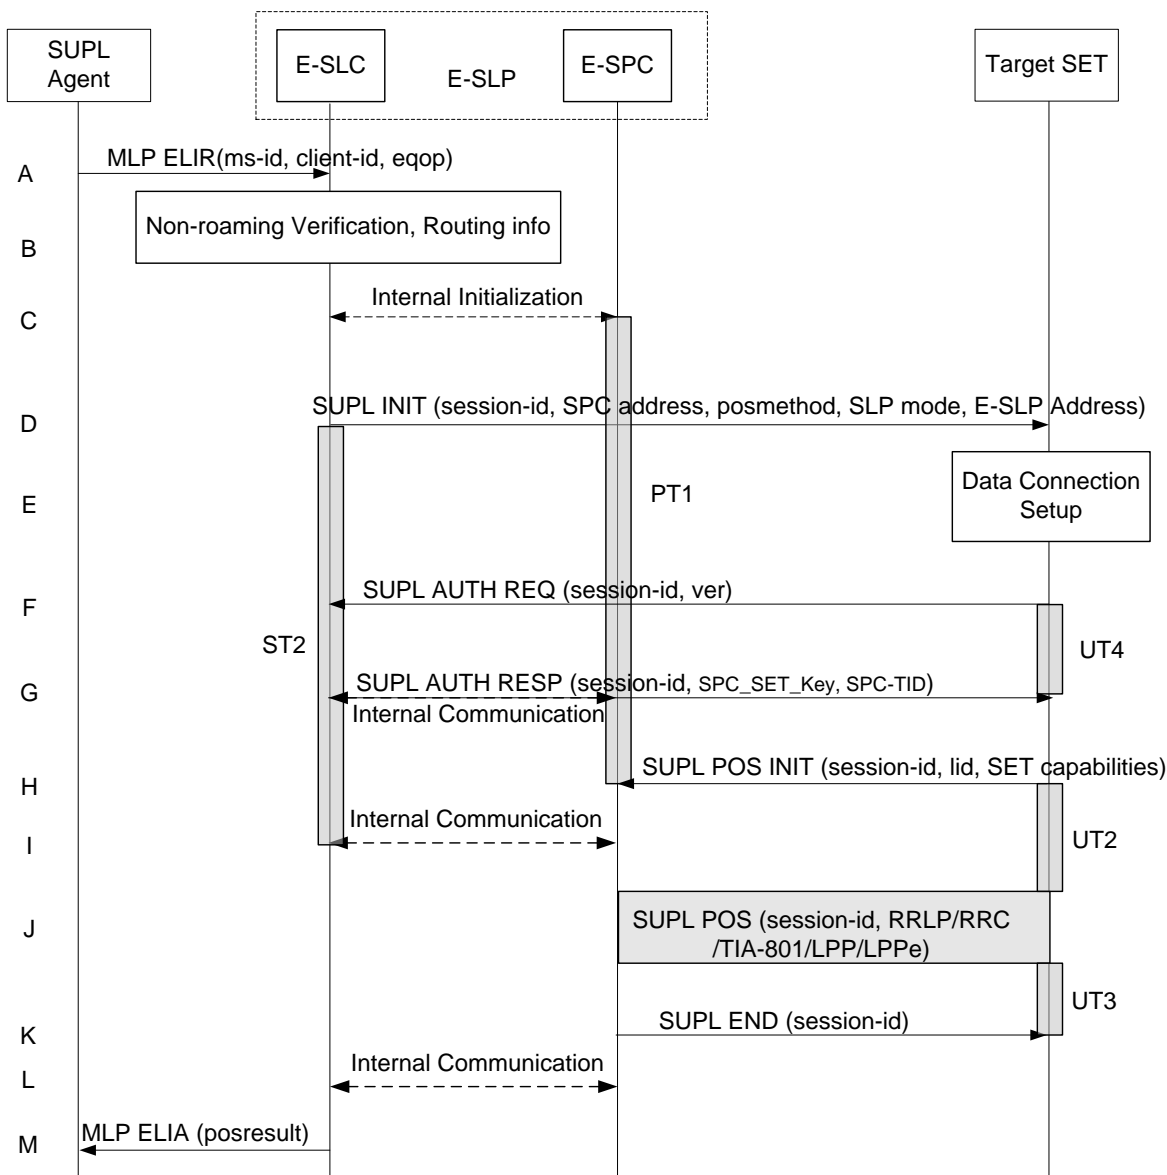 SUPL
Agent
E-SLC
E-SLP
E-SPC
Target SET
A
MLP ELIR(ms-id, client-id, eqop)
B
Non-roaming Verification, Routing info
C
Internal Initialization
D
SUPL INIT (session-id, SPC address, posmethod, SLP mode, E-SLP Address)
E
PT1
Data Connection
Setup
F
SUPL AUTH REQ (session-id, ver)
ST2
UT4
G
SUPL AUTH RESP (session-id, SPC_SET_Key, SPC-TID)
Internal Communication
H
SUPL POS INIT (session-id, lid, SET capabilities)
I
Internal Communication
UT2
J
SUPL POS (session-id, RRLP/RRC
/TIA-801/LPP/LPPe)
UT3
K
SUPL END (session-id)
L
Internal Communication
M
MLP ELIA (posresult)